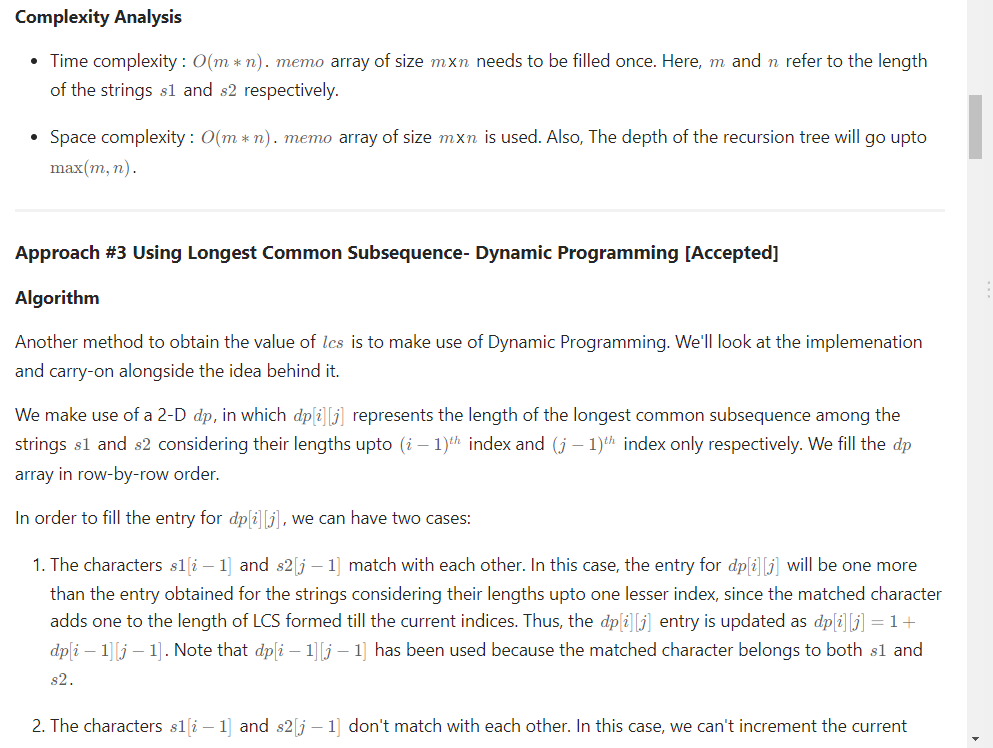 Complexity Analysis
• Time complexity : O(m ∗ n). memo array of size mxn needs to be filled once. Here, m and n refer to the length
of the strings s1 and s2 respectively.
• Space complexity : O(m ∗ n). memo array of size mxn is used. Also, The depth of the recursion tree will go upto
max(m, n).
Approach #3 Using Longest Common Subsequence- Dynamic Programming [Accepted]
Algorithm
Another method to obtain the value of lcs is to make use of Dynamic Programming. We'll look at the implemenation
and carry-on alongside the idea behind it.
We make use of a 2-D dp, in which dp[i][j] represents the length of the longest common subsequence among the
strings s1 and s2 considering their lengths upto (i − 1)^th index and (j − 1)^th index only respectively. We fill the dp
array in row-by-row order.
In order to fill the entry for dp[i][j], we can have two cases:
1. The characters s1[i − 1] and s2[j − 1] match with each other. In this case, the entry for dp[i][j] will be one more
than the entry obtained for the strings considering their lengths upto one lesser index, since the matched character
adds one to the length of LCS formed till the current indices. Thus, the dp[i][j] entry is updated as dp[i][j] = 1 +
dp[i − 1][j − 1]. Note that dp[i − 1][j − 1] has been used because the matched character belongs to both s1 and
s2.
2. The characters s1[i − 1] and s2[j − 1] don't match with each other. In this case, we can't increment the current